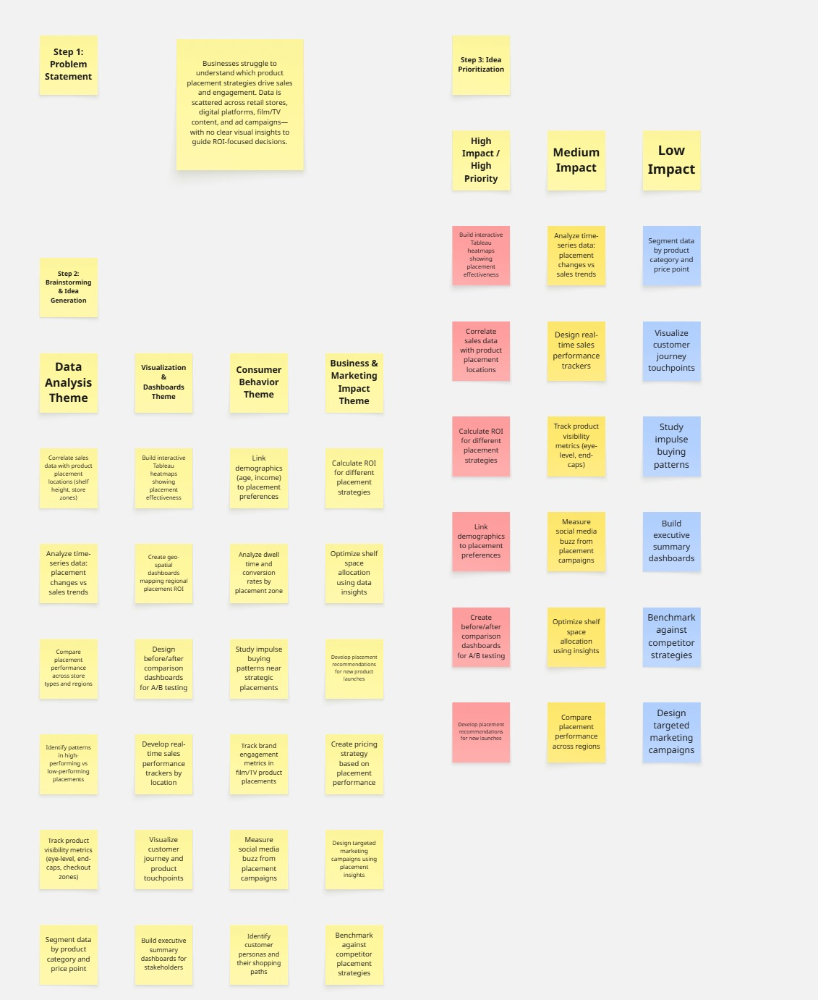 Step 1:
Problem
Statement
Businesses struggle to
understand which product
placement strategies drive sales
and engagement. Data is
scattered across retail stores,
digital platforms, film/TV
content, and ad campaigns—
with no clear visual insights to
guide ROI-focused decisions.
Step 2:
Brainstorming
& Idea
Generation
Data
Analysis
Theme
Visualization
&
Dashboards
Theme
Consumer
Behavior
Theme
Business &
Marketing
Impact
Theme
Correlate sales
data with product
placement
locations (shelf
height, store
zones)
Build interactive
Tableau
heatmaps
showing
placement
effectiveness
Link
demographics
(age, income)
to placement
preferences
Calculate ROI
for different
placement
strategies
Analyze time-
series data:
placement
changes vs
sales trends
Create geo-
spatial
dashboards
mapping regional
placement ROI
Analyze dwell
time and
conversion
rates by
placement zone
Optimize shelf
space
allocation
using data
insights
Compare
placement
performance
across store
types and regions
Design
before/after
comparison
dashboards
for A/B testing
Study impulse
buying
patterns near
strategic
placements
Develop placement
recommendations
for new product
launches
Identify patterns
in high-
performing vs
low-performing
placements
Develop real-
time sales
performance
trackers by
location
Track brand
engagement
metrics in
film/TV product
placements
Create pricing
strategy
based on
placement
performance
Track product
visibility metrics
(eye-level, end-
caps, checkout
zones)
Visualize
customer
journey and
product
touchpoints
Measure
social media
buzz from
placement
campaigns
Design targeted
marketing
campaigns using
placement
insights
Segment data
by product
category and
price point
Build executive
summary
dashboards for
stakeholders
Identify
customer
personas and
their shopping
paths
Benchmark
against
competitor
placement
strategies
Step 3: Idea
Prioritization
High
Impact /
High
Priority
Medium
Impact
Low
Impact
Build interactive
Tableau
heatmaps
showing
placement
effectiveness
Analyze time-
series data:
placement
changes vs
sales trends
Segment data
by product
category and
price point
Correlate
sales data
with product
placement
locations
Design real-
time sales
performance
trackers
Visualize
customer
journey
touchpoints
Calculate ROI
for different
placement
strategies
Track product
visibility
metrics (eye-
level, end-
caps)
Study
impulse
buying
patterns
Link
demographics
to placement
preferences
Measure
social media
buzz from
placement
campaigns
Build
executive
summary
dashboards
Create
before/after
comparison
dashboards
for A/B testing
Optimize shelf
space
allocation
using insights
Benchmark
against
competitor
strategies
Develop placement
recommendations
for new launches
Compare
placement
performance
across regions
Design
targeted
marketing
campaigns